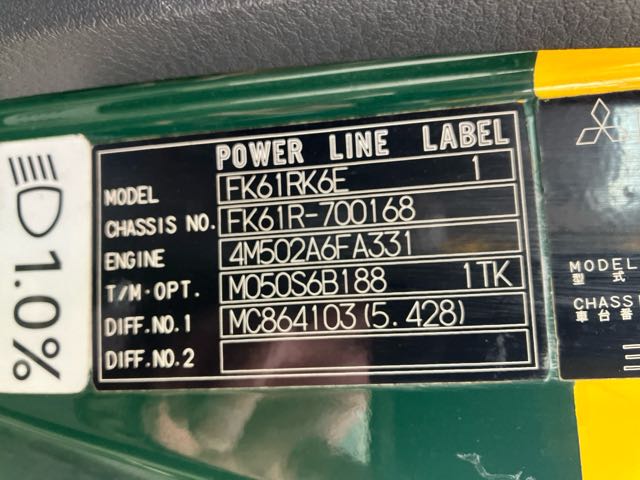 POWER LINE LABEL
MODEL FK61RK6E 1
CHASSIS NO. FK61R-700168
ENGINE 4M502A6FA331
T/M·OPT. M050S6B188 1TK
DIFF.NO.1 MC864103(5.428)
DIFF.NO.2
1.0%
MODEL
型式
CHASS
車台番